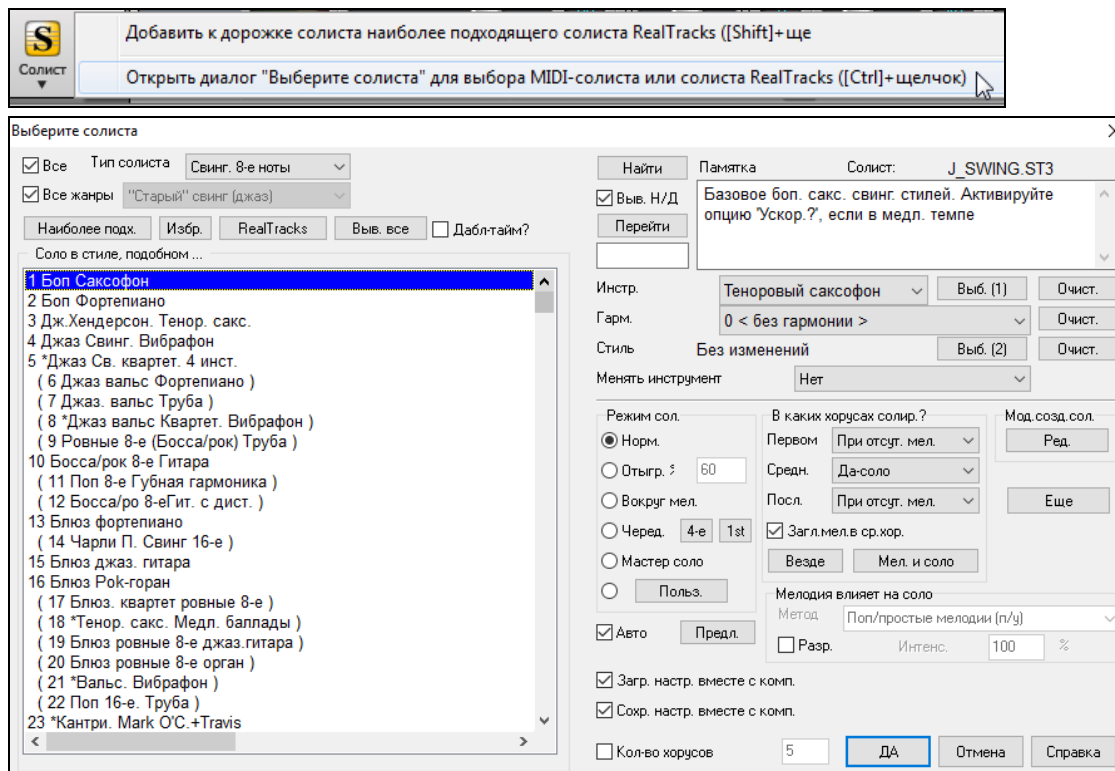 Добавить к дорожке солиста наиболее подходящего солиста RealTracks ([Shift]+ще
S
Солист
Открыть диалог "Выберите солиста" для выбора MIDI-солиста или солиста RealTracks ([Ctrl]+щелчок)
Выберите солиста
Все Тип солиста Свинг. 8-е ноты
Все жанры "Старый" свинг (джаз)
Наиболее подх. Избр. RealTracks Выв. все Дабл-тайм?
Соло в стиле, подобном ...
1 Боп Саксофон
2 Боп Фортепиано
3 Дж.Хендерсон. Тенор. сакс.
4 Джаз Свинг. Вибрафон
5 *Джаз Св. квартет. 4 инст.
( 6 Джаз вальс Фортепиано )
( 7 Джаз. вальс Труба )
( 8 *Джаз вальс Квартет. Вибрафон )
( 9 Ровные 8-е (Босса/рок) Труба )
10 Босса/рок 8-е Гитара
( 11 Поп 8-е Губная гармоника )
( 12 Босса/ро 8-еГит. с дист. )
13 Блюз фортепиано
( 14 Чарли П. Свинг 16-е )
15 Блюз джаз. гитара
16 Блюз Рок-горан
( 17 Блюз. квартет ровные 8-е )
( 18 *Тенор. сакс. Медл. баллады )
( 19 Блюз ровные 8-е джаз.гитара )
( 20 Блюз ровные 8-е орган )
( 21 *Вальс. Вибрафон )
( 22 Поп 16-е. Труба )
23 *Кантри. Mark O'C.+Travis
Найти Памятка Солист: J_SWING.ST3
Выв. Н/Д
Перейти
Базовое боп. сакс. свинг. стилей. Активируйте
опцию 'Ускор.?', если в медл. темпе
Инстр. Теноровый саксофон Выб. (1) Очист.
Гарм. 0 < без гармонии > Очист.
Стиль Без изменений Выб. (2) Очист.
Менять инструмент Нет
Режим сол.
Норм.
Отыгр. 60
Вокруг мел.
Черед. 4-е 1st
Мастер соло
Польз.
Авто Предл.
В каких хорусах солир.?
Первом При отсут. мел.
Средн. Да-соло
Посл. При отсут. мел.
Загл.мел.в ср.хор.
Везде Мел. и соло
Мод.созд.сол.
Ред.
Еще
Мелодия влияет на соло
Метод Поп/простые мелодии (п/у)
Разр. Интенс. 100 %
Загр. настр. вместе с комп.
Сохр. настр. вместе с комп.
Кол-во хорусов 5 ДА Отмена Справка